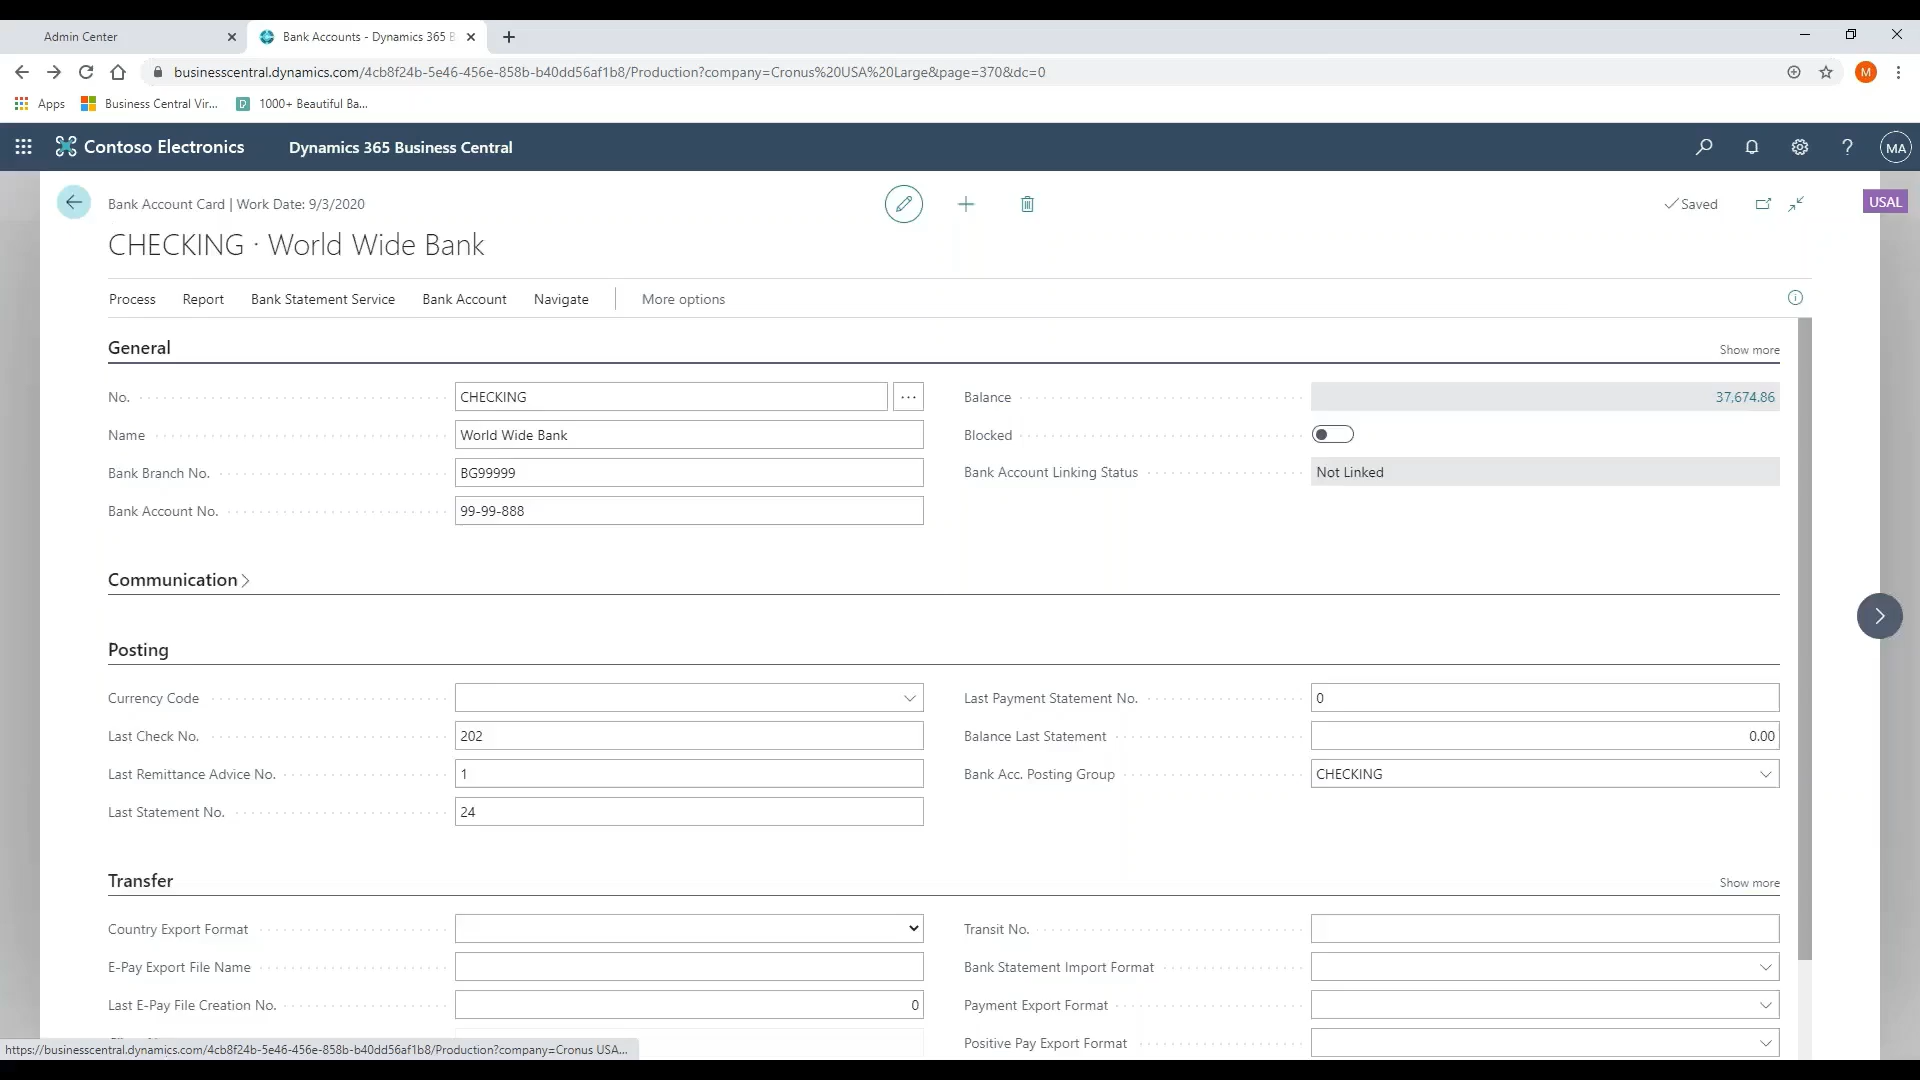 Admin Center
Bank Accounts - Dynamics 365 B
businesscentral.dynamics.com/4cb8f24b-5e46-456e-858b-b40dd56af1b8/Production?company=Cronus%20USA%20Large&page=370&dc=0
M
Apps
Business Central Vir...
D
1000+ Beautiful Ba...
Contoso Electronics
Dynamics 365 Business Central
?
MA
Bank Account Card | Work Date: 9/3/2020
Saved
USAL
CHECKING · World Wide Bank
Process
Report
Bank Statement Service
Bank Account
Navigate
More options
General
Show more
No.
CHECKING
...
Balance
37,674.86
Name
World Wide Bank
Blocked
Bank Branch No.
BG99999
Bank Account Linking Status
Not Linked
Bank Account No.
99-99-888
Communication
Posting
Currency Code
Last Payment Statement No.
0
Last Check No.
202
Balance Last Statement
0.00
Last Remittance Advice No.
1
Bank Acc. Posting Group
CHECKING
Last Statement No.
24
Transfer
Show more
Country Export Format
Transit No.
E-Pay Export File Name
Bank Statement Import Format
Last E-Pay File Creation No.
0
Payment Export Format
Positive Pay Export Format
https://businesscentral.dynamics.com/4cb8f24b-5e46-456e-858b-b40dd56af1b8/Production?company=Cronus USA...